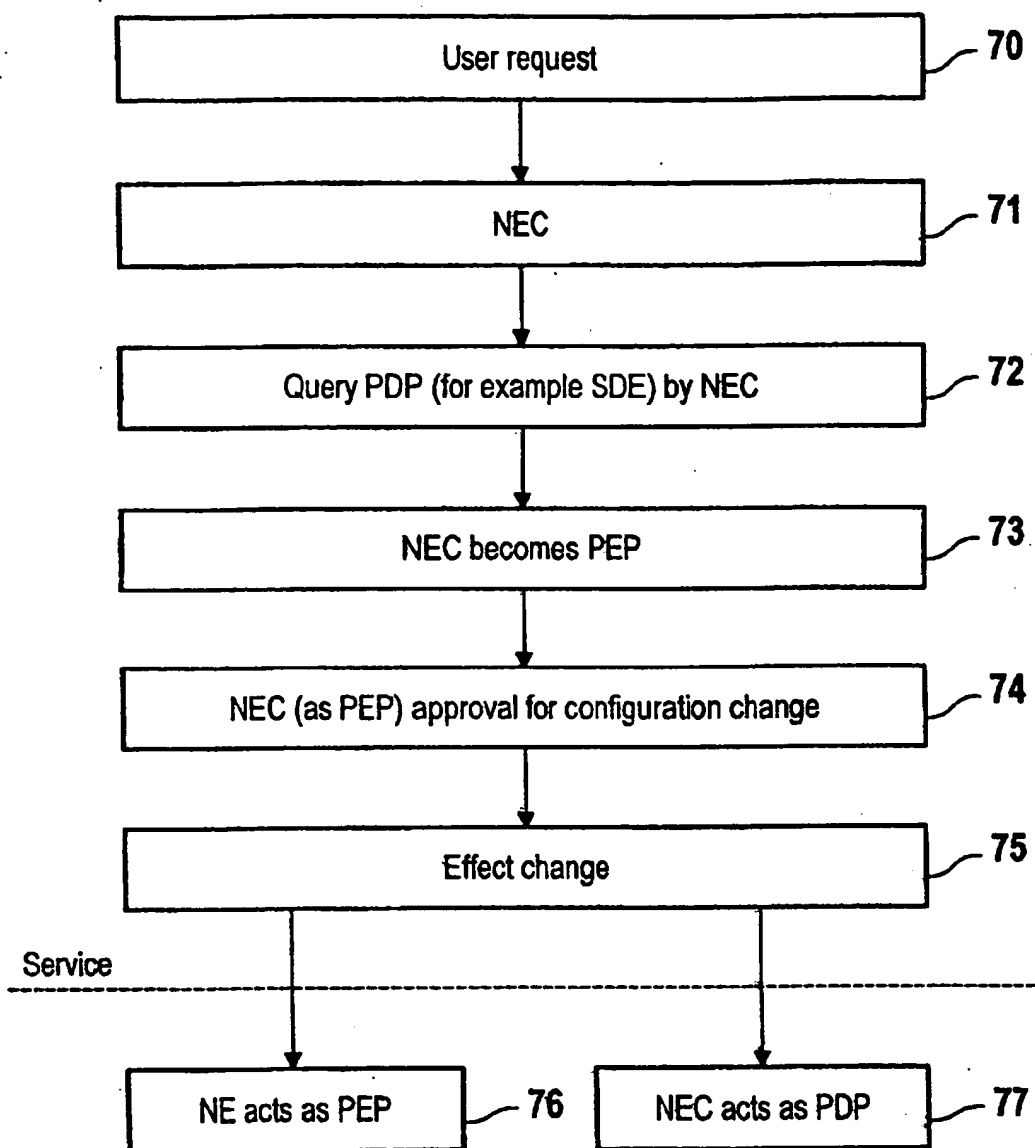 User request
70
NEC
71
Query PDP (for example SDE) by NEC
72
NEC becomes PEP
73
NEC (as PEP) approval for configuration change
74
Effect change
75
Service
NE acts as PEP
76
NEC acts as PDP
77